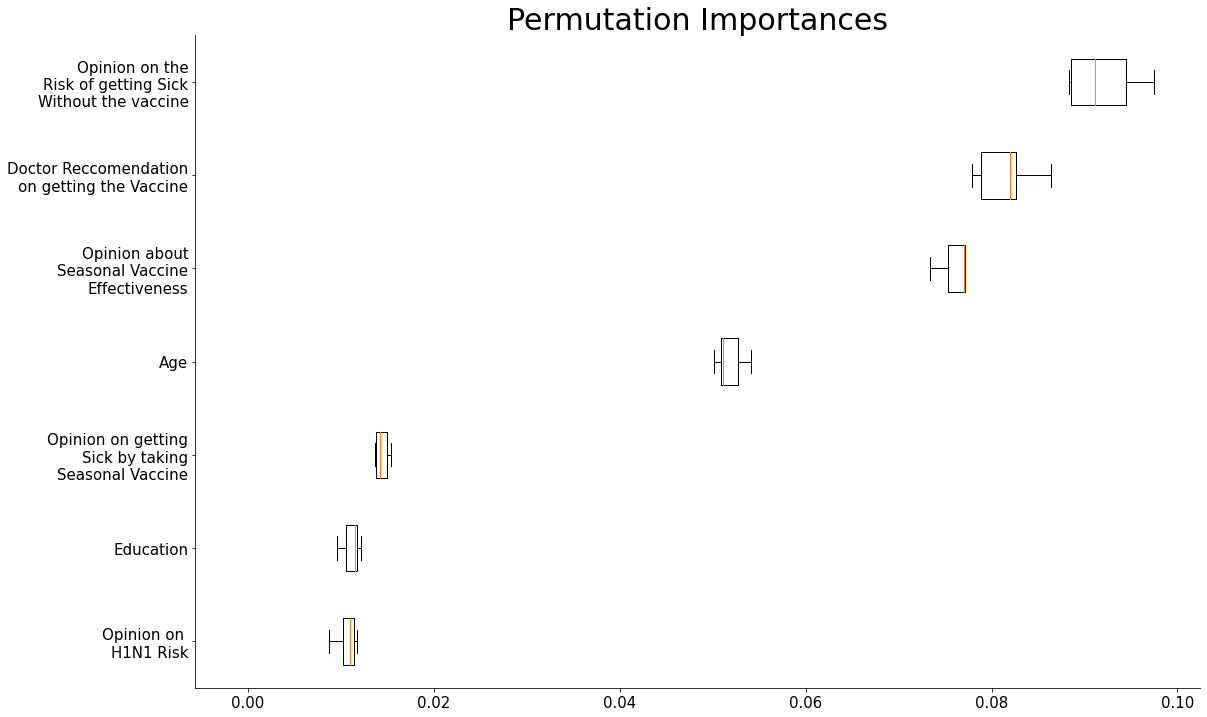 Permutation Importances
Opinion on the
Risk of getting Sick
Without the vaccine
Doctor Reccomendation
on getting the Vaccine
Opinion about
Seasonal Vaccine
Effectiveness
Age
Opinion on getting
Sick by taking
Seasonal Vaccine
Education
Opinion on
H1N1 Risk
0.00 0.02 0.04 0.06 0.08 0.10